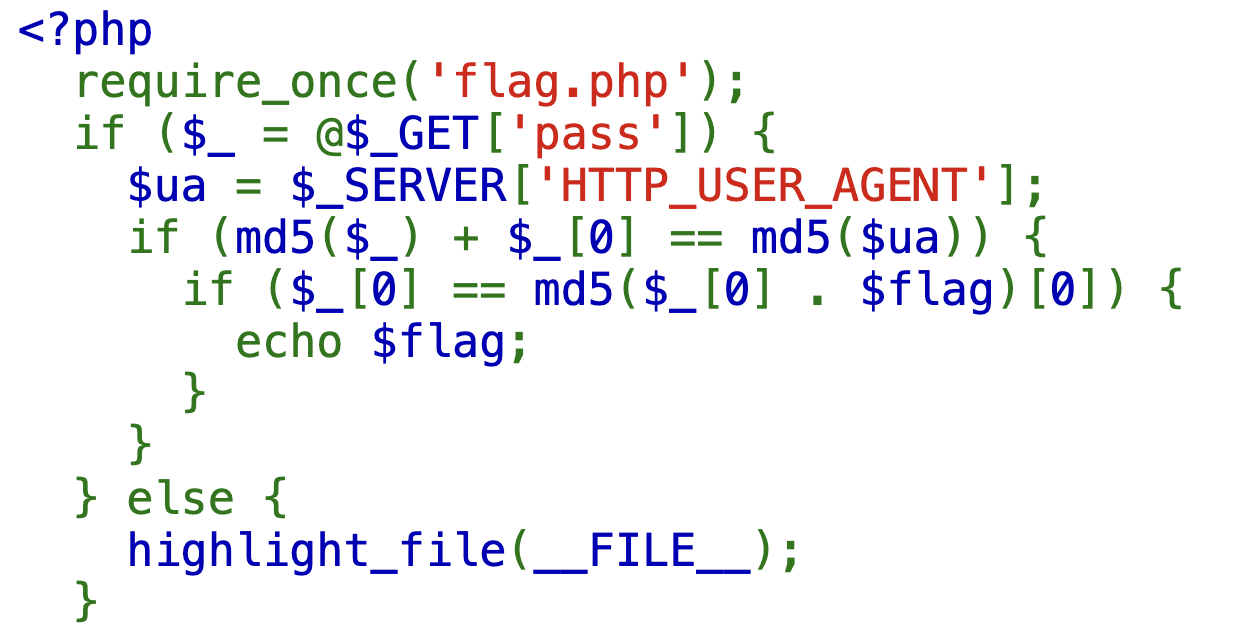 <?php
  require_once('flag.php');
  if ($_ = @$_GET['pass']) {
    $ua = $_SERVER['HTTP_USER_AGENT'];
    if (md5($_) + $_[0] == md5($ua)) {
      if ($_[0] == md5($_[0] . $flag)[0]) {
        echo $flag;
      }
    }
  } else {
    highlight_file(__FILE__);
  }